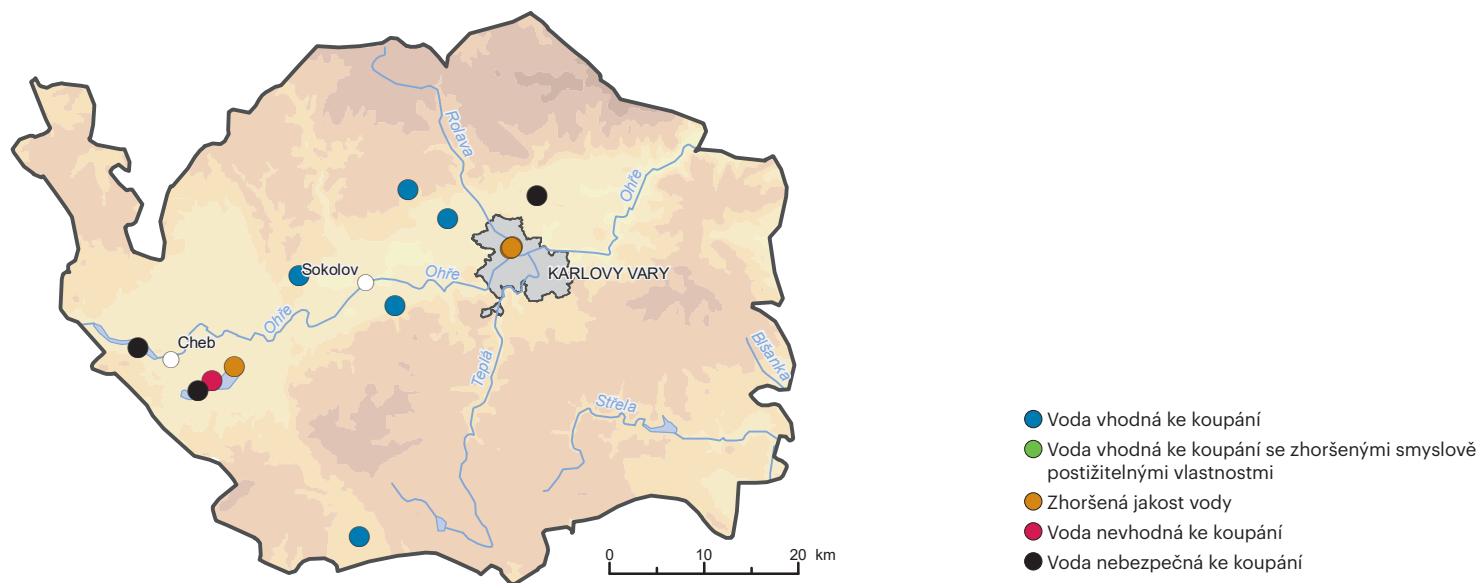 Rolava
Ohře
Sokolov
Ohře
KARLOVY VARY
Ohře
Cheb
Teplá
Blšanka
Střela
0 10 20 km
Voda vhodná ke koupání
Voda vhodná ke koupání se zhoršenými smyslově
postižitelnými vlastnostmi
Zhoršená jakost vody
Voda nevhodná ke koupání
Voda nebezpečná ke koupání